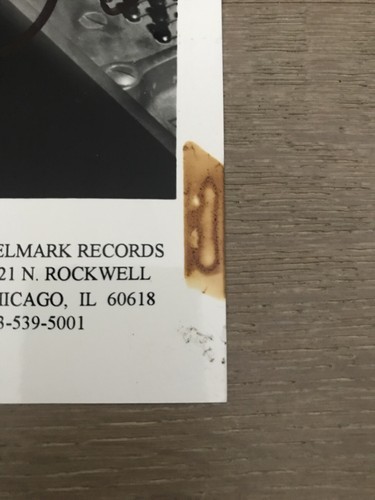 ELMARK RECORDS
21 N. ROCKWELL
HICAGO, IL 60618
3-539-5001